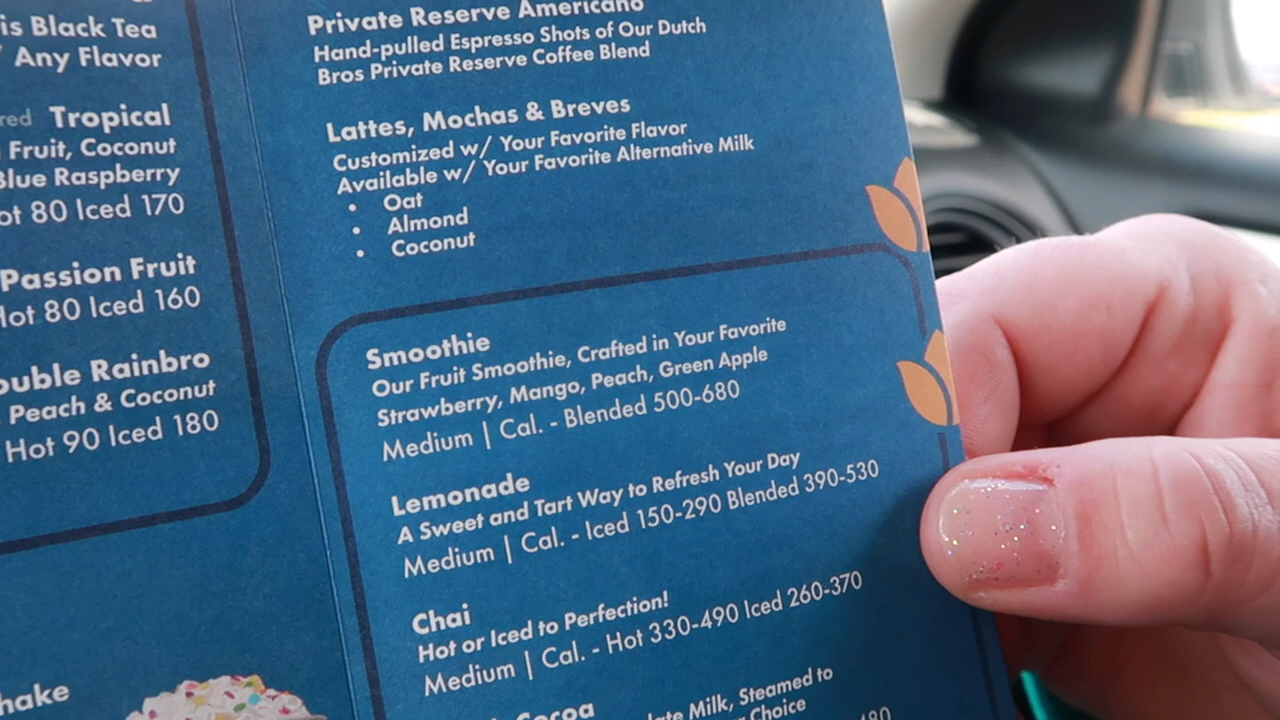 is Black Tea
Any Flavor
Tropical
Fruit, Coconut
Blue Raspberry
80 Iced 170
Passion Fruit
Hot 80 Iced 160
Rainbro
Peach & Coconut
Hot 90 Iced 180
Private Reserve Americano
Hand-pulled Espresso Shots of Our Dutch
Bros Private Reserve Coffee Blend
Lattes, Mochas & Breves
Customized w/ Your Favorite Flavor
Available w/ Your Favorite Alternative Milk
• Oat
• Almond
• Coconut
Smoothie
Our Fruit Smoothie, Crafted in Your Favorite
Strawberry, Mango, Peach, Green Apple
Medium | Cal. - Blended 500-680
Lemonade
A Sweet and Tart Way to Refresh Your Day
Medium | Cal. - Iced 150-290 Blended 390-530
Chai
Hot or Iced to Perfection!
Medium | Cal. - Hot 330-490 Iced 260-370
Cocoa
Milk, Steamed to
Choice